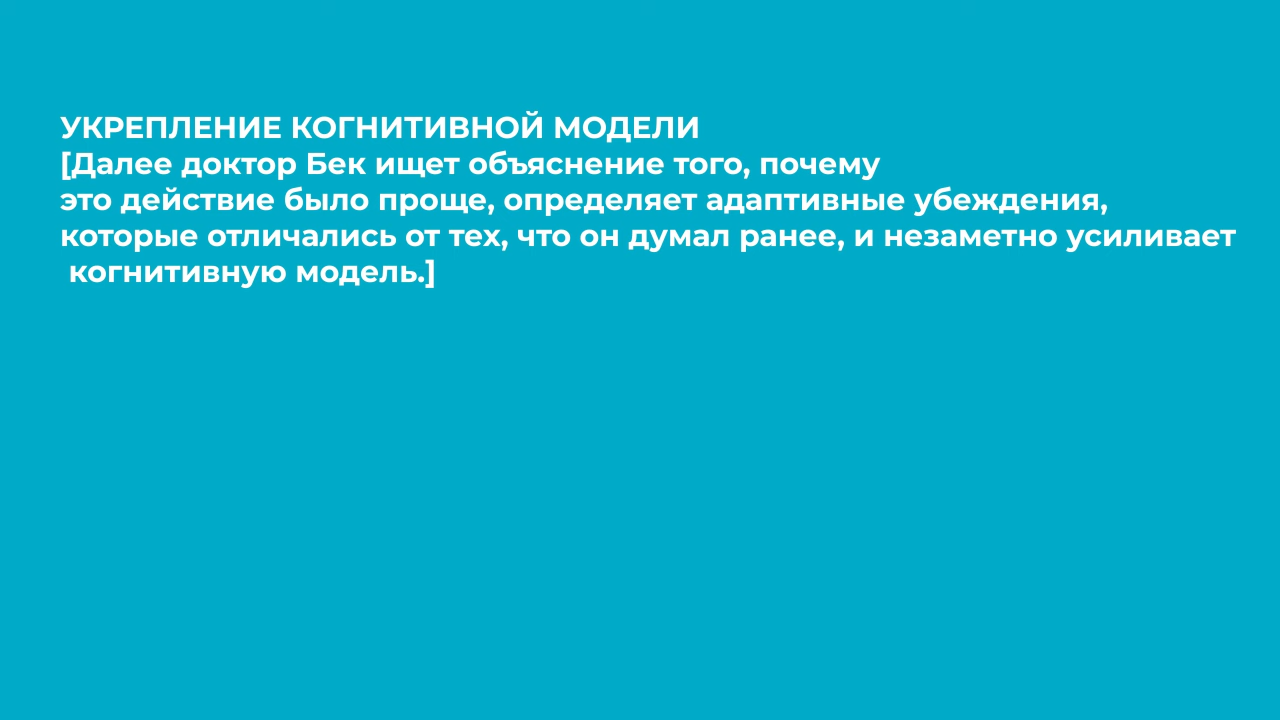 УКРЕПЛЕНИЕ КОГНИТИВНОЙ МОДЕЛИ
[Далее доктор Бек ищет объяснение того, почему
это действие было проще, определяет адаптивные убеждения,
которые отличались от тех, что он думал ранее, и незаметно усиливает
когнитивную модель.]